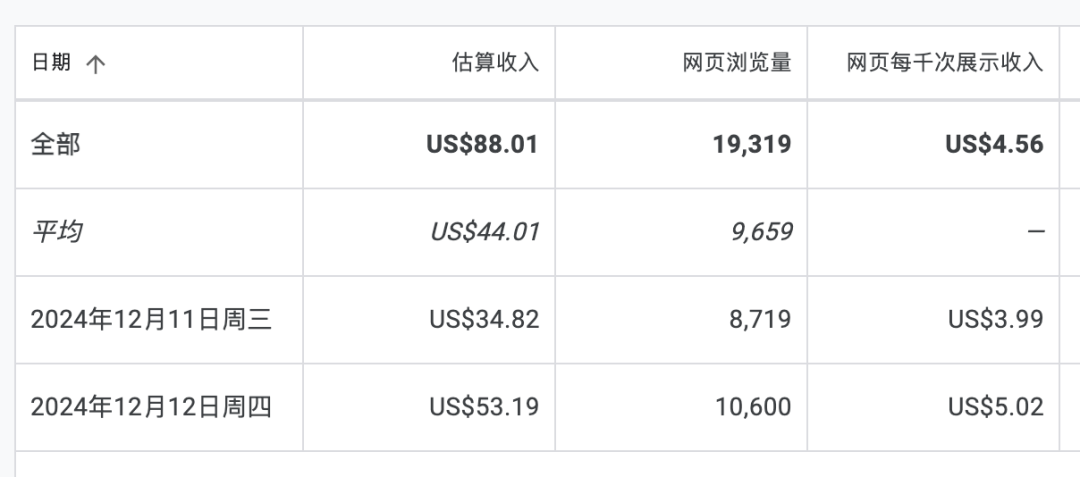 日期 ↑ 估算收入 网页浏览量 网页每千次展示收入
全部 US$88.01 19,319 US$4.56
平均 US$44.01 9,659 —
2024年12月11日周三 US$34.82 8,719 US$3.99
2024年12月12日周四 US$53.19 10,600 US$5.02